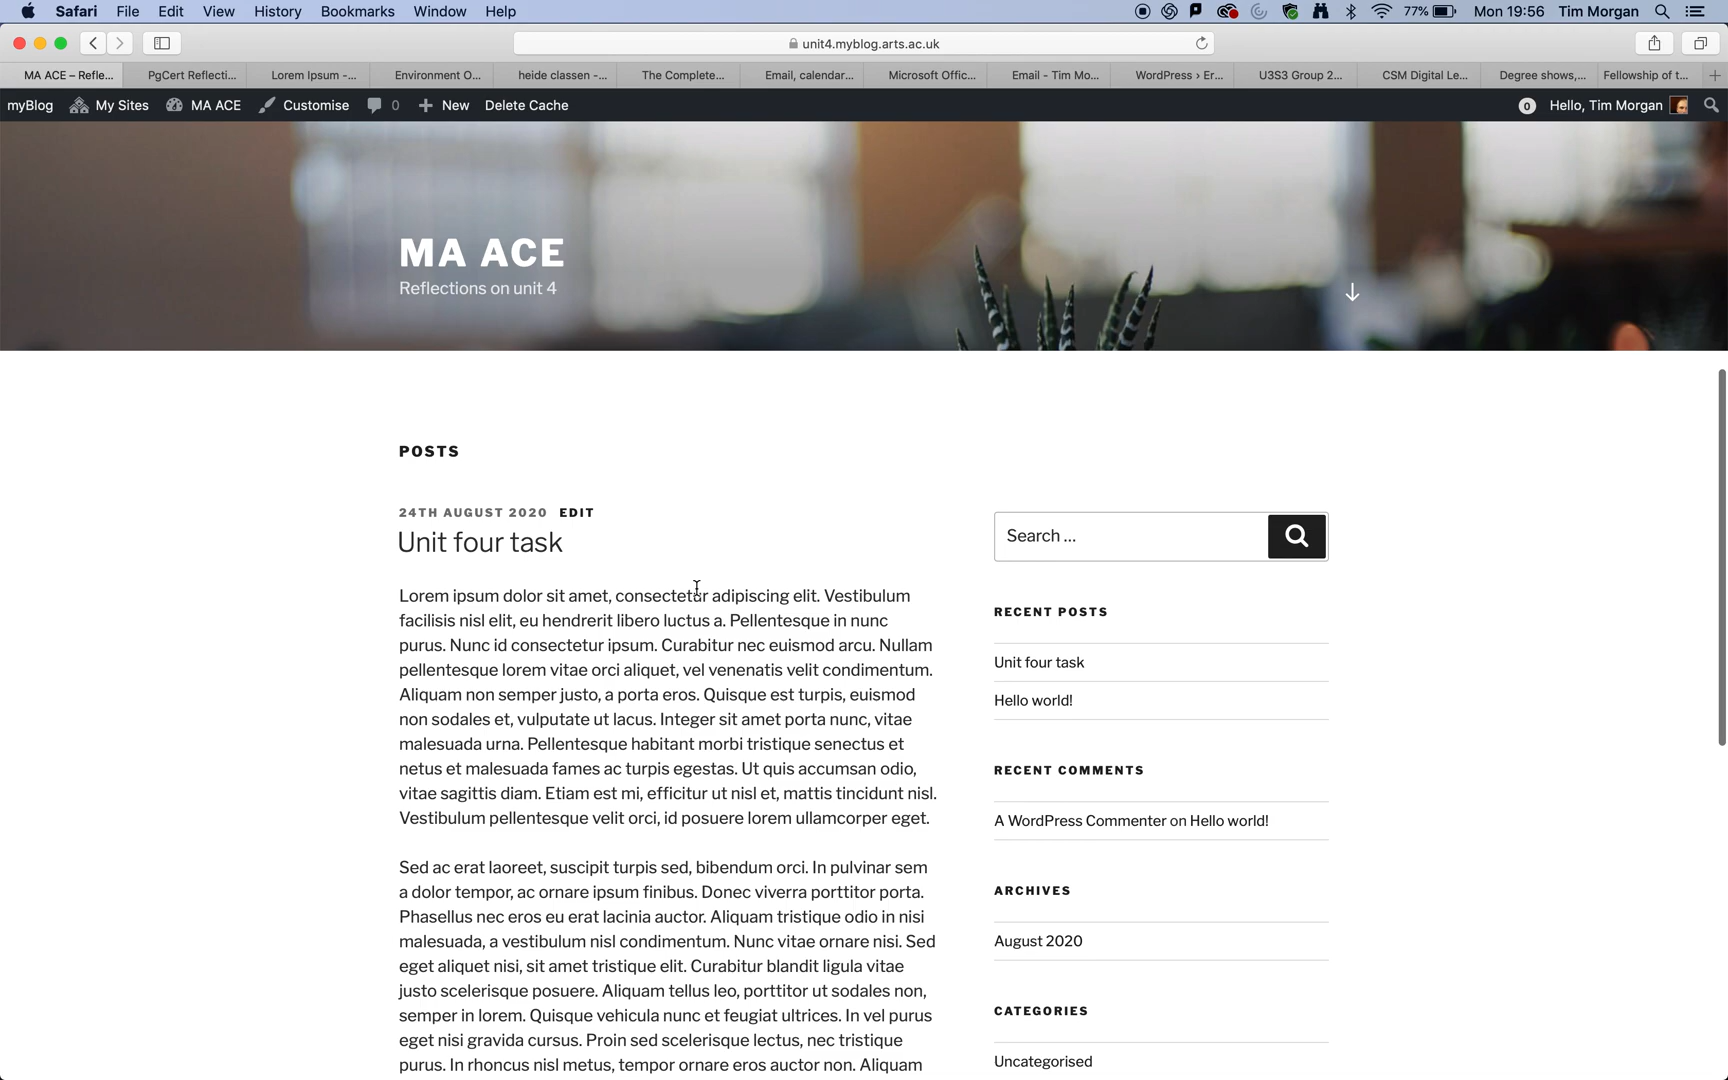 Safari File Edit View History Bookmarks Window Help 77% Mon 19:56 Tim Morgan
unit4.myblog.arts.ac.uk
MA ACE – Refle... PgCert Reflecti... Lorem Ipsum -... Environment O... heide classen -... The Complete... Email, calendar... Microsoft Offic... Email - Tim Mo... WordPress › Er... U3S3 Group 2... CSM Digital Le... Degree shows,... Fellowship of t...
myBlog My Sites MA ACE Customise 0 New Delete Cache 0 Hello, Tim Morgan
MA ACE
Reflections on unit 4
POSTS
24TH AUGUST 2020 EDIT
Unit four task
Lorem ipsum dolor sit amet, consectetur adipiscing elit. Vestibulum
facilisis nisl elit, eu hendrerit libero luctus a. Pellentesque in nunc
purus. Nunc id consectetur ipsum. Curabitur nec euismod arcu. Nullam
pellentesque lorem vitae orci aliquet, vel venenatis velit condimentum.
Aliquam non semper justo, a porta eros. Quisque est turpis, euismod
non sodales et, vulputate ut lacus. Integer sit amet porta nunc, vitae
malesuada urna. Pellentesque habitant morbi tristique senectus et
netus et malesuada fames ac turpis egestas. Ut quis accumsan odio,
vitae sagittis diam. Etiam est mi, efficitur ut nisl et, mattis tincidunt nisl.
Vestibulum pellentesque velit orci, id posuere lorem ullamcorper eget.
Sed ac erat laoreet, suscipit turpis sed, bibendum orci. In pulvinar sem
a dolor tempor, ac ornare ipsum finibus. Donec viverra porttitor porta.
Phasellus nec eros eu erat lacinia auctor. Aliquam tristique odio in nisi
malesuada, a vestibulum nisl condimentum. Nunc vitae ornare nisi. Sed
eget aliquet nisi, sit amet tristique elit. Curabitur blandit ligula vitae
justo scelerisque posuere. Aliquam tellus leo, porttitor ut sodales non,
semper in lorem. Quisque vehicula nunc et feugiat ultrices. In vel purus
eget nisi gravida cursus. Proin sed scelerisque lectus, nec tristique
purus. In rhoncus nisl metus, tempor ornare eros auctor non. Aliquam
Search ...
RECENT POSTS
Unit four task
Hello world!
RECENT COMMENTS
A WordPress Commenter on Hello world!
ARCHIVES
August 2020
CATEGORIES
Uncategorised